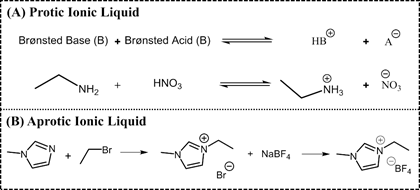 (A) Protic Ionic Liquid
Brønsted Base (B) + Brønsted Acid (B) HB⊕ + A⊖
NH2 + HNO3 ⊕NH3 + ⊖NO3
(B) Aprotic Ionic Liquid
N N + Br N N + ⊕ Br⊖ + NaBF4 N N ⊕ ⊖BF4